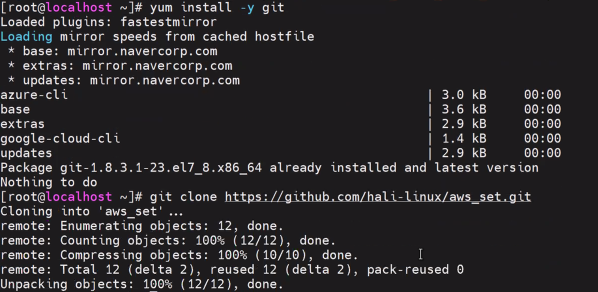 [root@localhost ~]# yum install -y git
Loaded plugins: fastestmirror
Loading mirror speeds from cached hostfile
 * base: mirror.navercorp.com
 * extras: mirror.navercorp.com
 * updates: mirror.navercorp.com
azure-cli | 3.0 kB 00:00
base | 3.6 kB 00:00
extras | 2.9 kB 00:00
google-cloud-cli | 1.4 kB 00:00
updates | 2.9 kB 00:00
Package git-1.8.3.1-23.el7_8.x86_64 already installed and latest version
Nothing to do
[root@localhost ~]# git clone https://github.com/hali-linux/aws_set.git
Cloning into 'aws_set'...
remote: Enumerating objects: 12, done.
remote: Counting objects: 100% (12/12), done.
remote: Compressing objects: 100% (10/10), done.
remote: Total 12 (delta 2), reused 12 (delta 2), pack-reused 0
Unpacking objects: 100% (12/12), done.